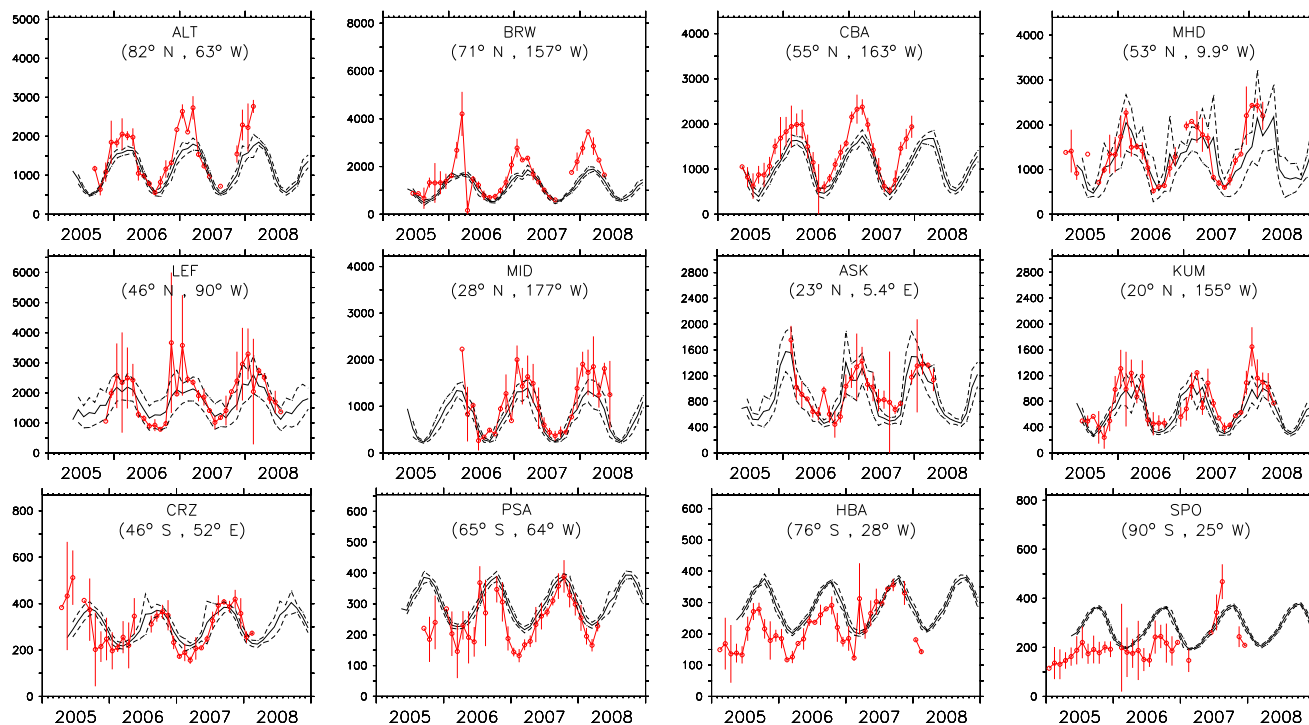 ALT
(82° N , 63° W)
6000
5000
4000
3000
2000
1000
0
2005 2006 2007 2008
BRW
(71° N , 157° W)
8000
6000
4000
2000
0
2005 2006 2007 2008
CBA
(55° N , 163° W)
4000
3000
2000
1000
0
2005 2006 2007 2008
MHD
(53° N , 9.9° W)
4000
3000
2000
1000
0
2005 2006 2007 2008
LEF
(46° N , 90° W)
6000
5000
4000
3000
2000
1000
0
2005 2006 2007 2008
MID
(28° N , 177° W)
4000
3000
2000
1000
0
2005 2006 2007 2008
ASK
(23° N , 5.4° E)
2800
2400
2000
1600
1200
800
400
0
2005 2006 2007 2008
KUM
(20° N , 155° W)
2800
2400
2000
1600
1200
800
400
0
2005 2006 2007 2008
CRZ
(46° S , 52° E)
800
600
400
200
0
2005 2006 2007 2008
PSA
(65° S , 64° W)
600
500
400
300
200
100
0
2005 2006 2007 2008
HBA
(76° S , 28° W)
600
500
400
300
200
100
0
2005 2006 2007 2008
SPO
(90° S , 25° W)
800
600
400
200
0
2005 2006 2007 2008